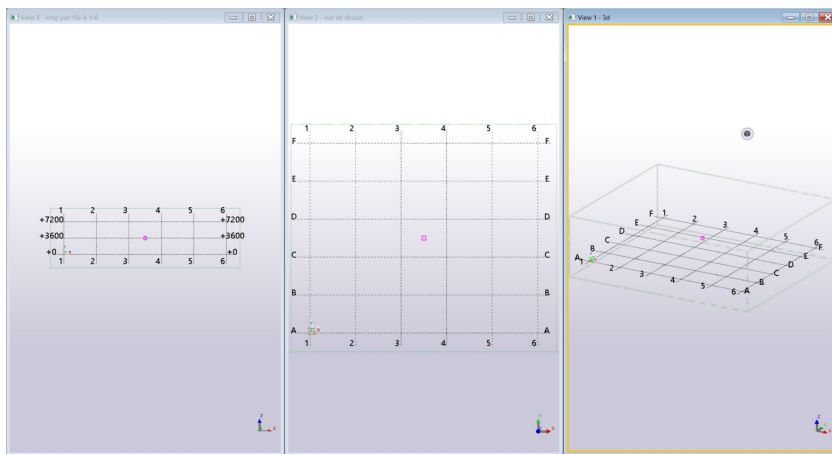 View 3 - long pan file A 1-6
1 2 3 4 5 6
+7200 +7200
+3600 +3600
+0 +0
1 2 3 4 5 6
Z
X
View 2 - vue de dessus
1 2 3 4 5 6
F F
E E
D D
C C
B B
A A
1 2 3 4 5 6
Y
X
View 1 - 3d
F 1 2 3 4 5 6 F
E E
D D
C C
B B
A 1 2 3 4 5 6 A
Z
Y
X